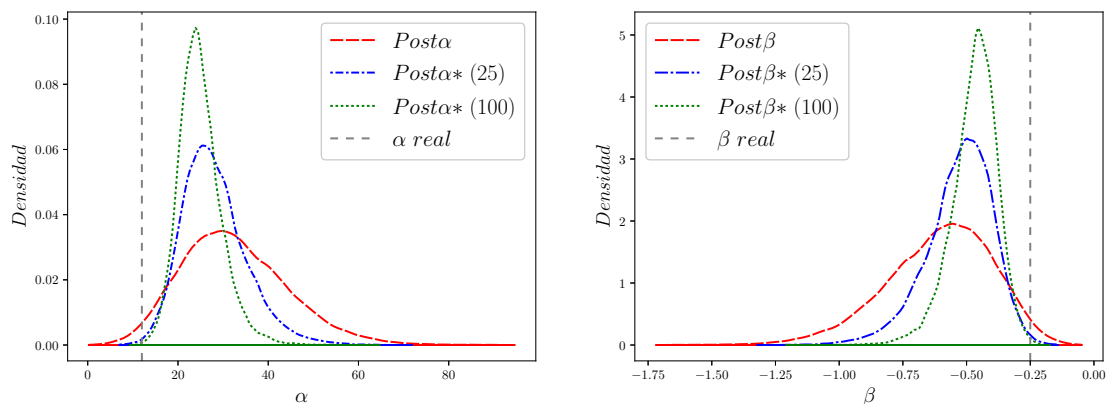 0.10
0.08
0.06
0.04
0.02
0.00
Densidad
0
20
40
60
80
α
Postα
Postα* (25)
Postα* (100)
α real
5
4
3
2
1
0
Densidad
−1.75
−1.50
−1.25
−1.00
−0.75
−0.50
−0.25
0.00
β
Postβ
Postβ* (25)
Postβ* (100)
β real